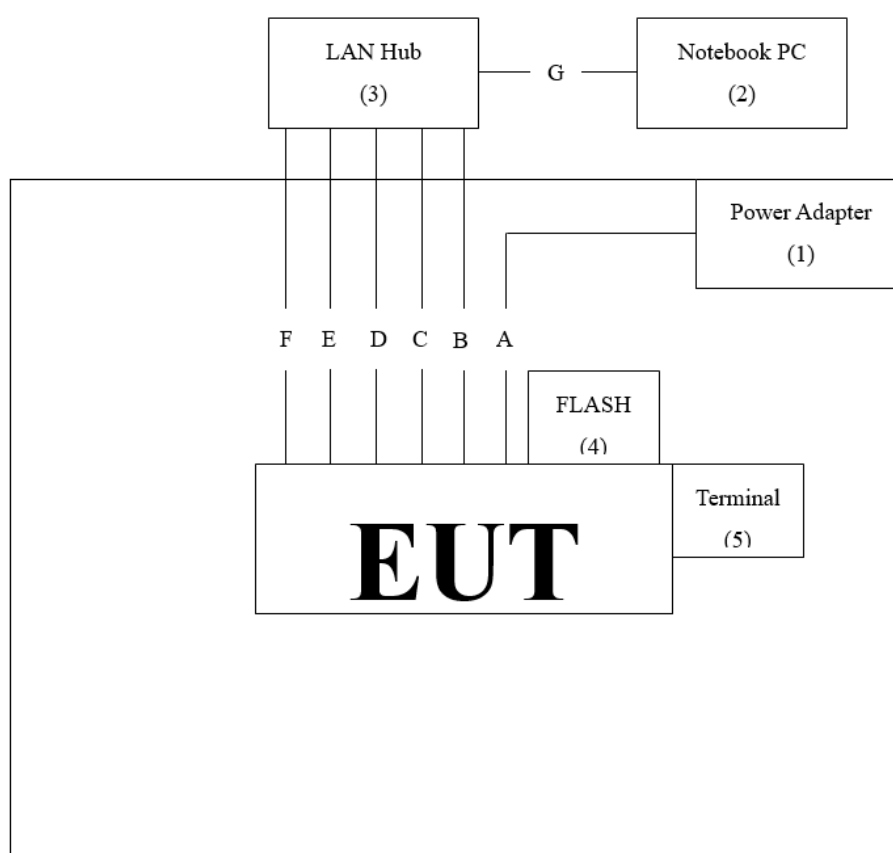 LAN Hub
(3)
G
Notebook PC
(2)
Power Adapter
(1)
F E D C B A
FLASH
(4)
Terminal
(5)
EUT